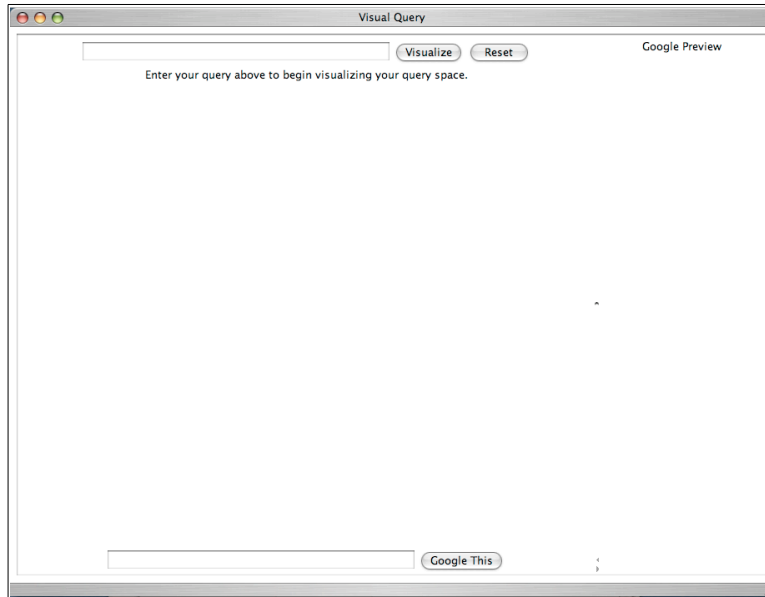 Visual Query
Visualize Reset Google Preview
Enter your query above to begin visualizing your query space.
Google This